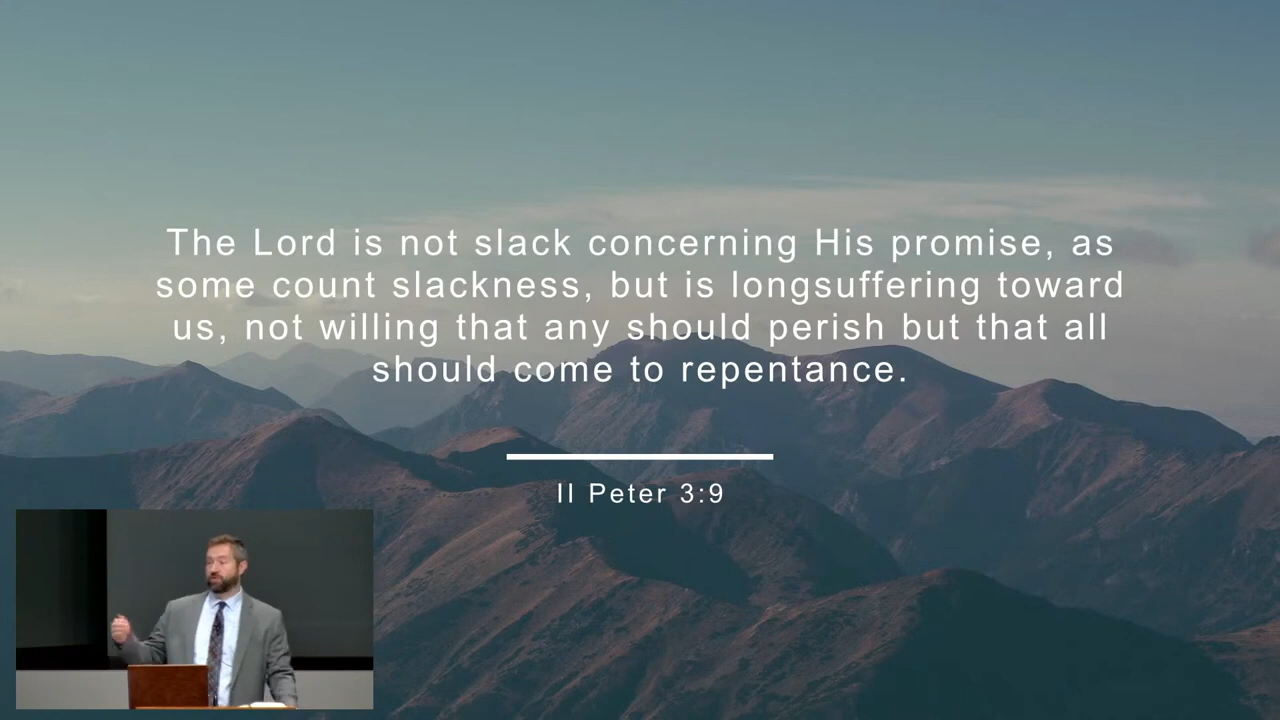 The Lord is not slack concerning His promise, as
some count slackness, but is longsuffering toward
us, not willing that any should perish but that all
should come to repentance.
II Peter 3:9